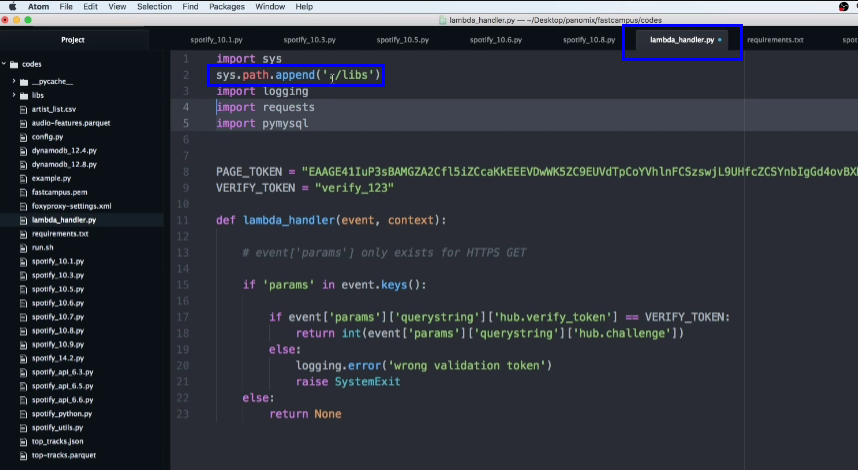 Atom File Edit View Selection Find Packages Window Help
lambda_handler.py — ~/Desktop/panomix/fastcampus/codes
Project
spotify_10.1.py spotify_10.3.py spotify_10.5.py spotify_10.6.py spotify_10.8.py lambda_handler.py requirements.txt
codes
__pycache__
libs
artist_list.csv
audio-features.parquet
config.py
dynamodb_12.4.py
dynamodb_12.8.py
example.py
fastcampus.pem
foxyproxy-settings.xml
lambda_handler.py
requirements.txt
run.sh
spotify_10.1.py
spotify_10.3.py
spotify_10.5.py
spotify_10.6.py
spotify_10.7.py
spotify_10.8.py
spotify_10.9.py
spotify_14.2.py
spotify_api_6.3.py
spotify_api_6.5.py
spotify_api_6.6.py
spotify_python.py
spotify_utils.py
top_tracks.json
top-tracks.parquet
1 import sys
2 sys.path.append('./libs')
3 import logging
4 import requests
5 import pymysql
6
7
8 PAGE_TOKEN =
9 VERIFY_TOKEN = "verify_123"
10
11 def lambda_handler(event, context):
12
13 # event['params'] only exists for HTTPS GET
14
15 if 'params' in event.keys():
16
17 if event['params']['querystring']['hub.verify_token'] == VERIFY_TOKEN:
18 return int(event['params']['querystring']['hub.challenge'])
19 else:
20 logging.error('wrong validation token')
21 raise SystemExit
22 else:
23 return None